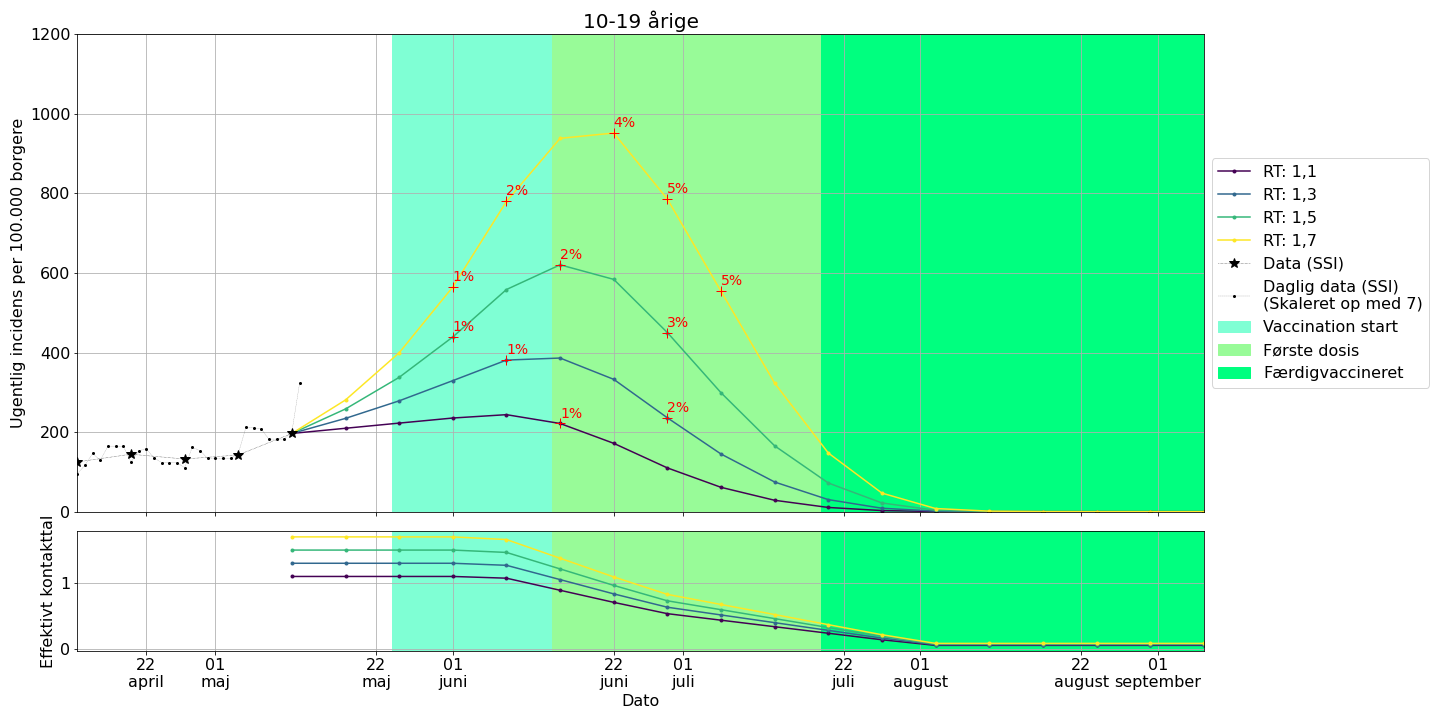 10-19 årige
Ugentlig incidens per 100.000 borgere
1200
1000
800
600
400
200
0
4%
2%
5%
2%
1%
5%
1%
3%
1%
1%
2%
RT: 1,1
RT: 1,3
RT: 1,5
RT: 1,7
Data (SSI)
Daglig data (SSI)
(Skaleret op med 7)
Vaccination start
Første dosis
Færdigvaccineret
Effektivt kontakttal
1
0
22 01 22 01 22 01 22 01 22 01
april maj maj juni juni juli juli august august september
Dato